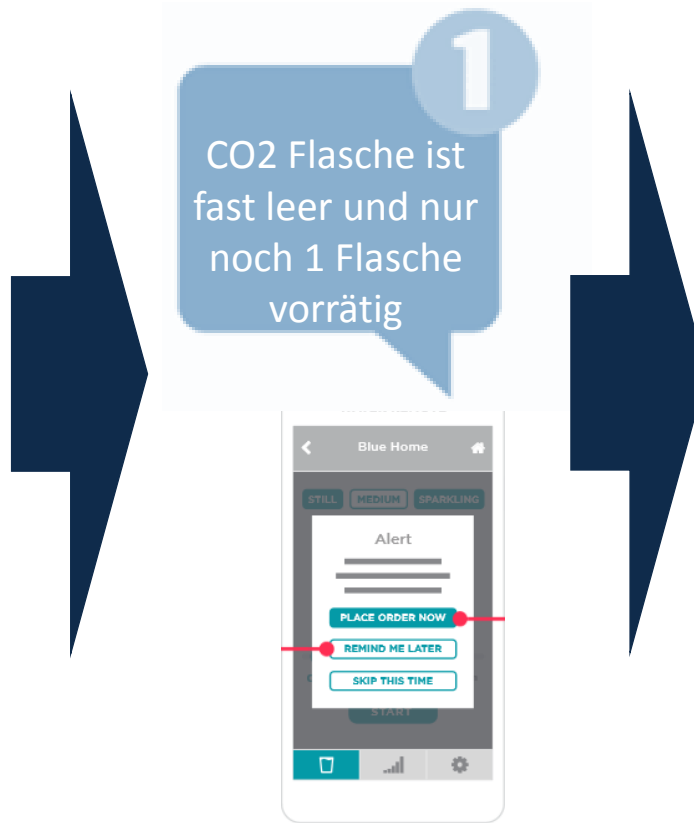 1
CO2 Flasche ist
fast leer und nur
noch 1 Flasche
vorrätig
Blue Home
STILL MEDIUM SPARKLING
Alert
PLACE ORDER NOW
REMIND ME LATER
SKIP THIS TIME
START